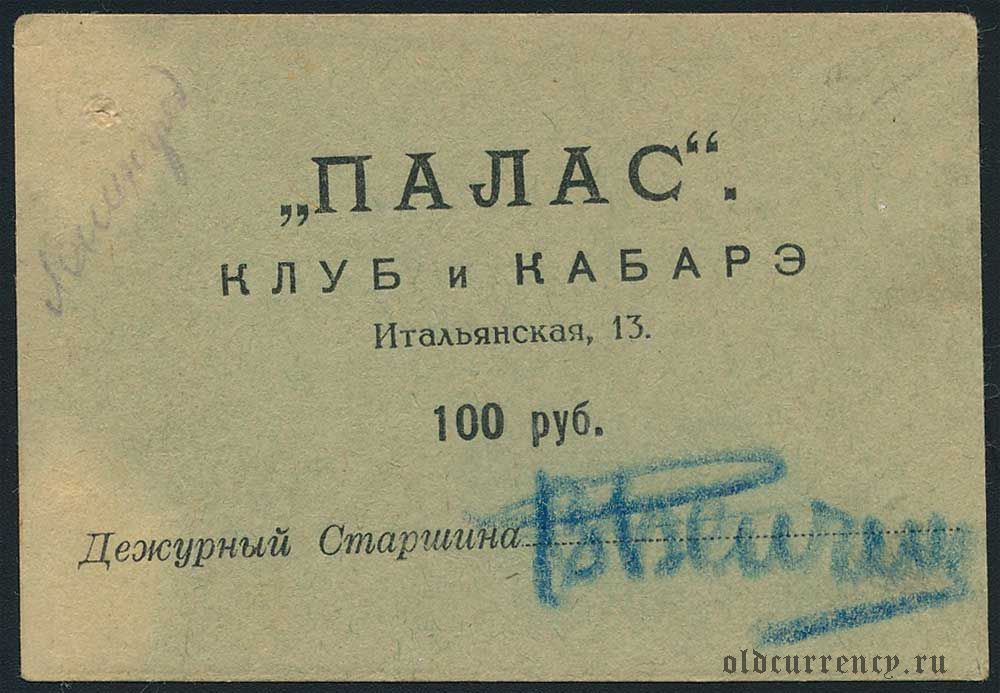 „ПАЛАС“.
КЛУБ и КАБАРЭ
Итальянская, 13.
100 руб.
Дежурный Старшина
oldcurrency.ru